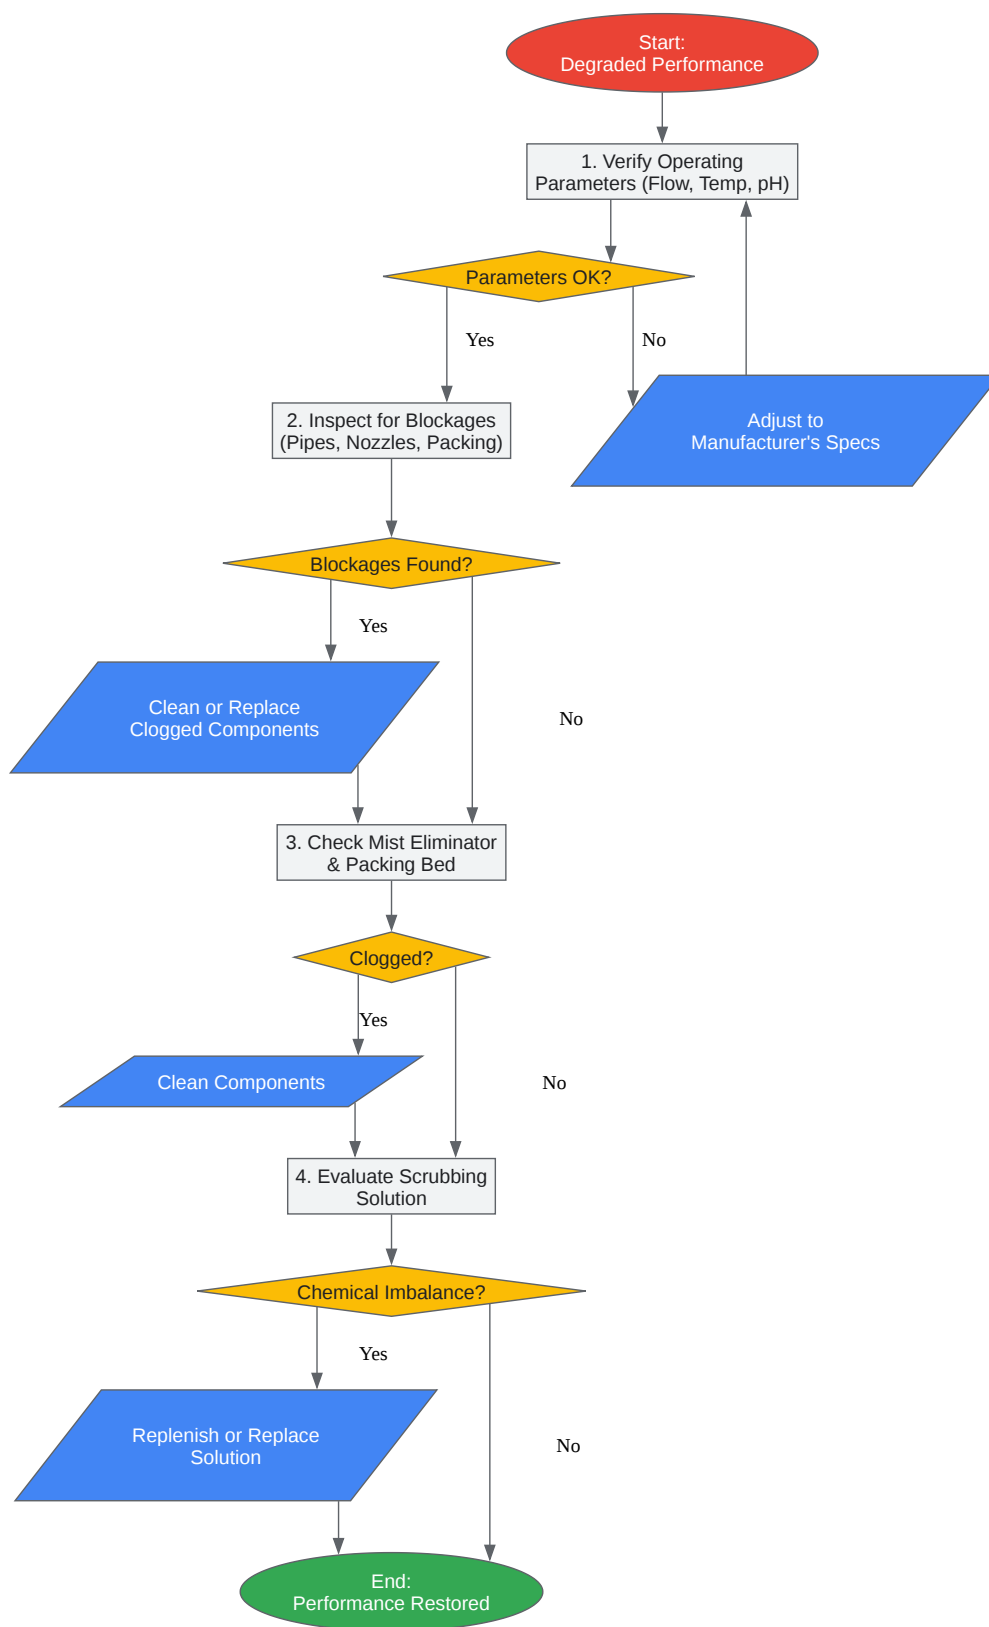 Start:
Degraded Performance
1. Verify Operating
Parameters (Flow, Temp, pH)
Parameters OK?
Yes
No
2. Inspect for Blockages
(Pipes, Nozzles, Packing)
Adjust to
Manufacturer's Specs
Blockages Found?
Yes
Clean or Replace
Clogged Components
No
3. Check Mist Eliminator
& Packing Bed
Clogged?
Yes
Clean Components
No
4. Evaluate Scrubbing
Solution
Chemical Imbalance?
Yes
Replenish or Replace
Solution
No
End:
Performance Restored